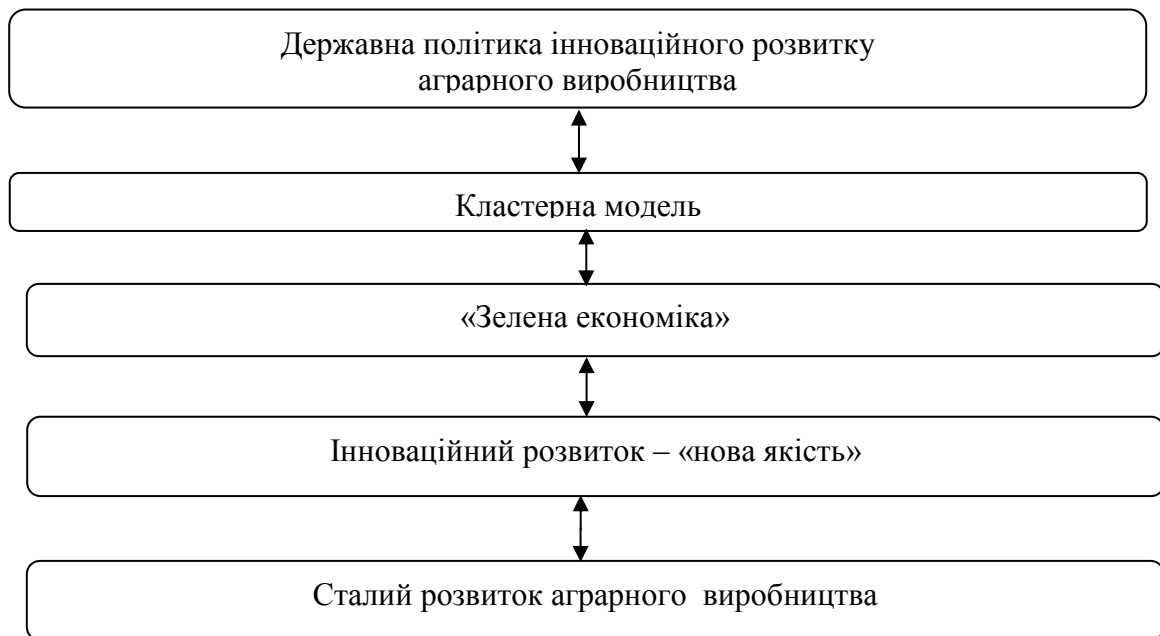 Державна політика інноваційного розвитку
аграрного виробництва
Кластерна модель
«Зелена економіка»
Інноваційний розвиток – «нова якість»
Сталий розвиток аграрного виробництва